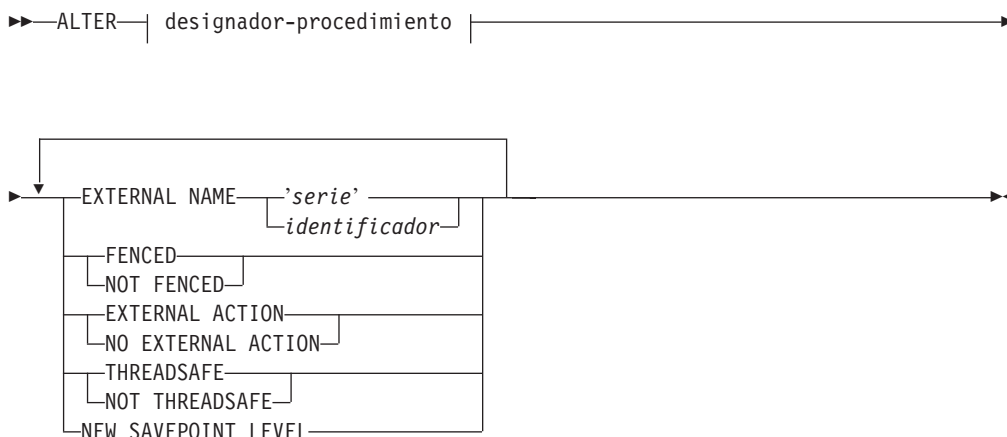 ALTER designador-procedimiento
EXTERNAL NAME 'serie'
identificador
FENCED
NOT FENCED
EXTERNAL ACTION
NO EXTERNAL ACTION
THREADSAFE
NOT THREADSAFE
NEW SAVEPOINT LEVEL